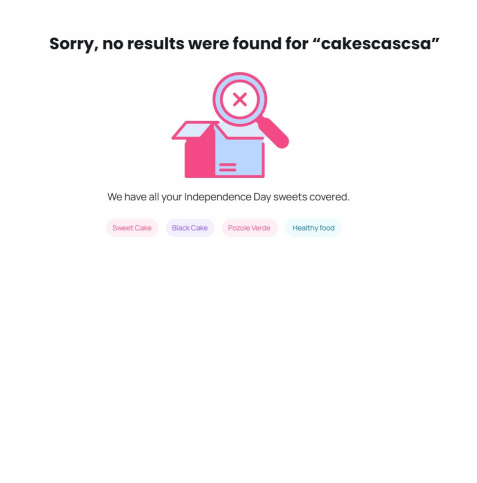 Sorry, no results were found for “cakescascsa”
We have all your Independence Day sweets covered.
Sweet Cake
Black Cake
Pozole Verde
Healthy food